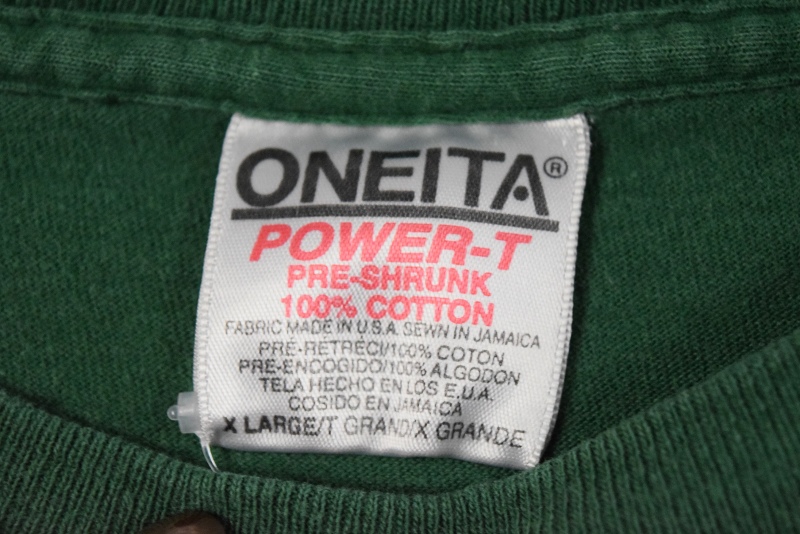 ONEITA®
POWER-T
PRE-SHRUNK
100% COTTON
FABRIC MADE IN U.S.A. SEWN IN JAMAICA
PRÉ-RÉTRÉCI/100% COTON
PRE-ENCOGIDO/100% ALGODON
TELA HECHO EN LOS E.U.A.
COSIDO EN JAMAICA
X LARGE/T GRAND/X GRANDE